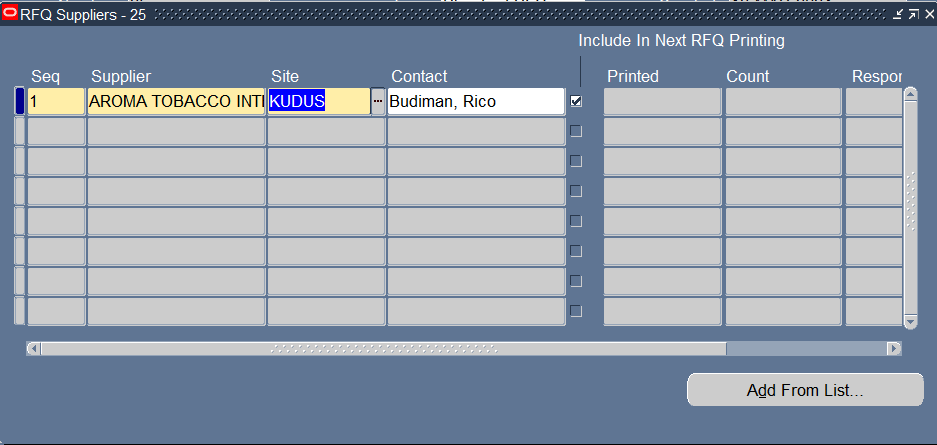 RFQ Suppliers - 25
Include In Next RFQ Printing
Seq Supplier Site Contact Printed Count Respor
1 AROMA TOBACCO INTI KUDUS ... Budiman, Rico
Add From List...